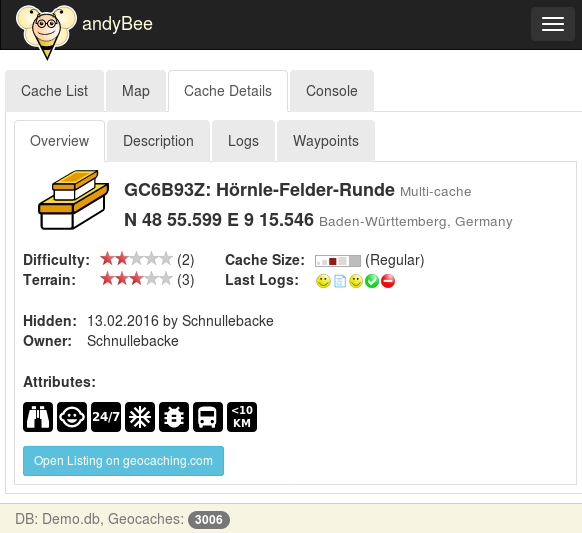 andyBee
Cache List Map Cache Details Console
Overview Description Logs Waypoints
GC6B93Z: Hörnle-Felder-Runde Multi-cache
N 48 55.599 E 9 15.546 Baden-Württemberg, Germany
Difficulty: (2) Cache Size: (Regular)
Terrain: (3) Last Logs:
Hidden: 13.02.2016 by Schnullebacke
Owner: Schnullebacke
Attributes:
24/7 <10 KM
Open Listing on geocaching.com
DB: Demo.db, Geocaches: 3006